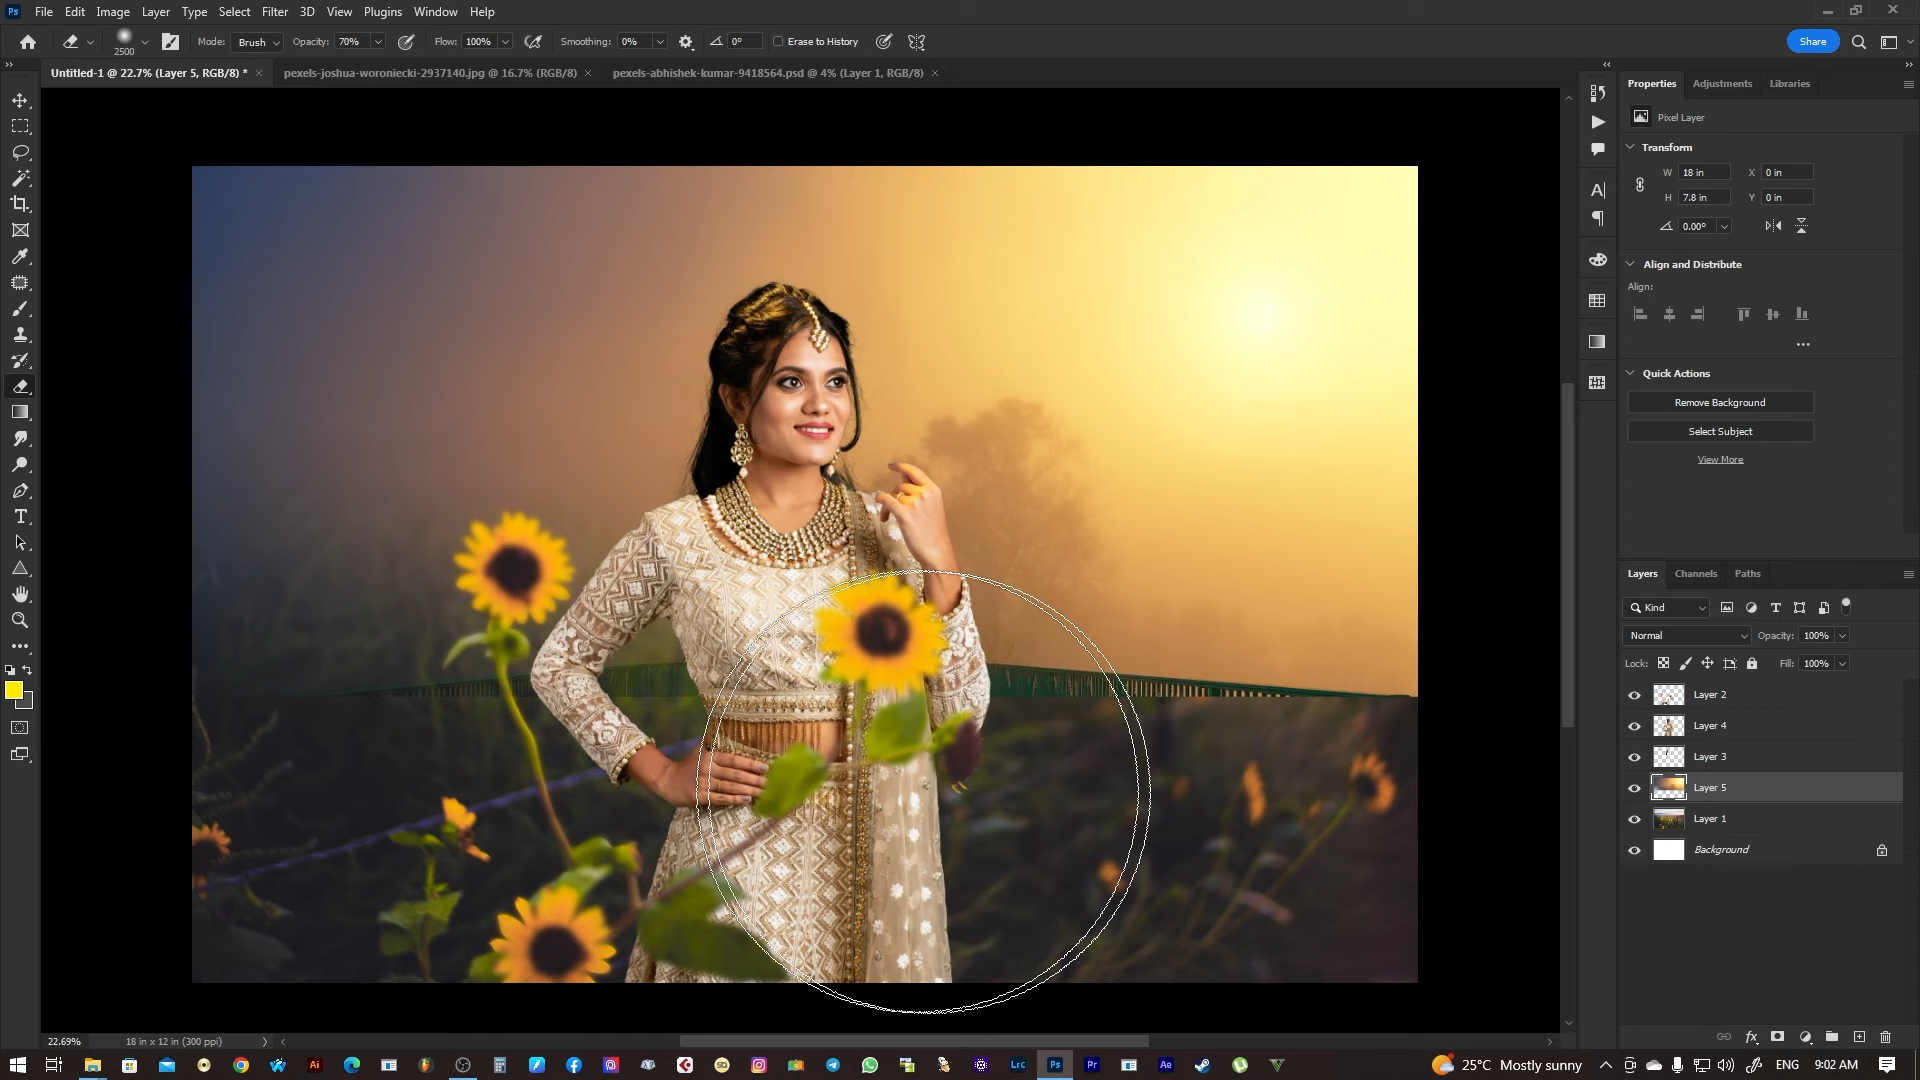 Ps File Edit Image Layer Type Select Filter 3D View Plugins Window Help
2500 Mode: Brush Opacity: 70% Flow: 100% Smoothing: 0% 0° Erase to History Share
Untitled-1 @ 22.7% (Layer 5, RGB/8) * × pexels-joshua-woroniecki-2937140.jpg @ 16.7% (RGB/8) × pexels-abhishek-kumar-9418564.psd @ 4% (Layer 1, RGB/8) ×
Properties Adjustments Libraries
Pixel Layer
Transform
W 18 in X 0 in
H 7.8 in Y 0 in
0.00°
Align and Distribute
Align:
Quick Actions
Remove Background
Select Subject
View More
Layers Channels Paths
Kind
Normal Opacity: 100%
Lock: Fill: 100%
Layer 2
Layer 4
Layer 3
Layer 5
Layer 1
Background
22.69% 18 in x 12 in (300 ppi)
Ai Lrc Ps Pr Ae 25°C Mostly sunny ENG 9:02 AM